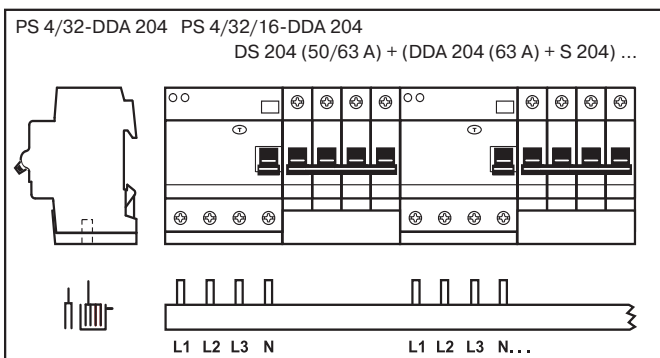 PS 4/32-DDA 204 PS 4/32/16-DDA 204
DS 204 (50/63 A) + (DDA 204 (63 A) + S 204) ...
T T
L1 L2 L3 N L1 L2 L3 N...